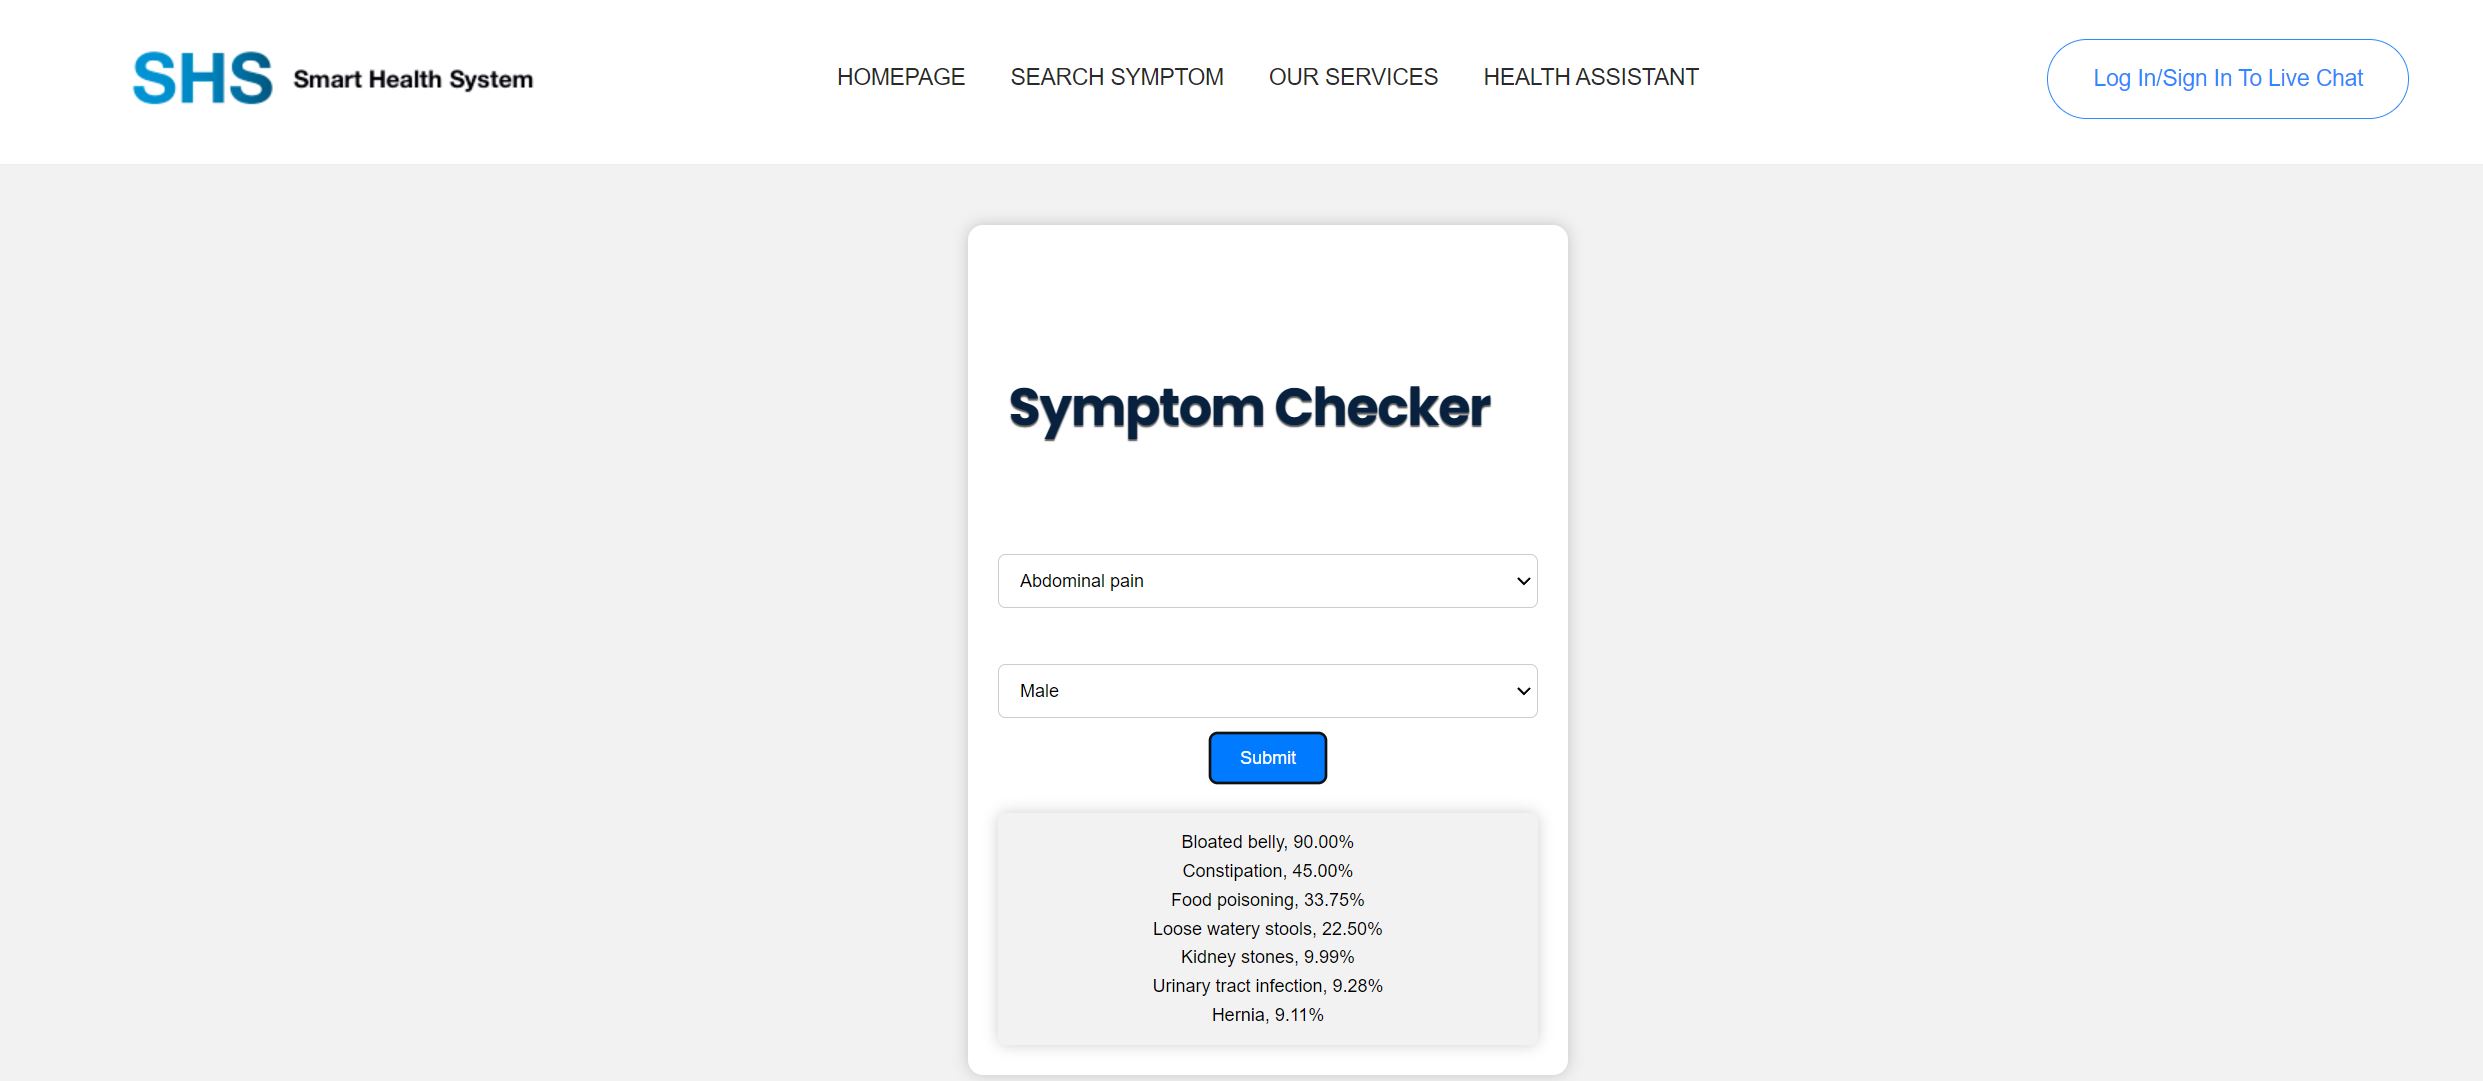 SHS Smart Health System
HOMEPAGE SEARCH SYMPTOM OUR SERVICES HEALTH ASSISTANT
Log In/Sign In To Live Chat
Symptom Checker
Abdominal pain
Male
Submit
Bloated belly, 90.00%
Constipation, 45.00%
Food poisoning, 33.75%
Loose watery stools, 22.50%
Kidney stones, 9.99%
Urinary tract infection, 9.28%
Hernia, 9.11%